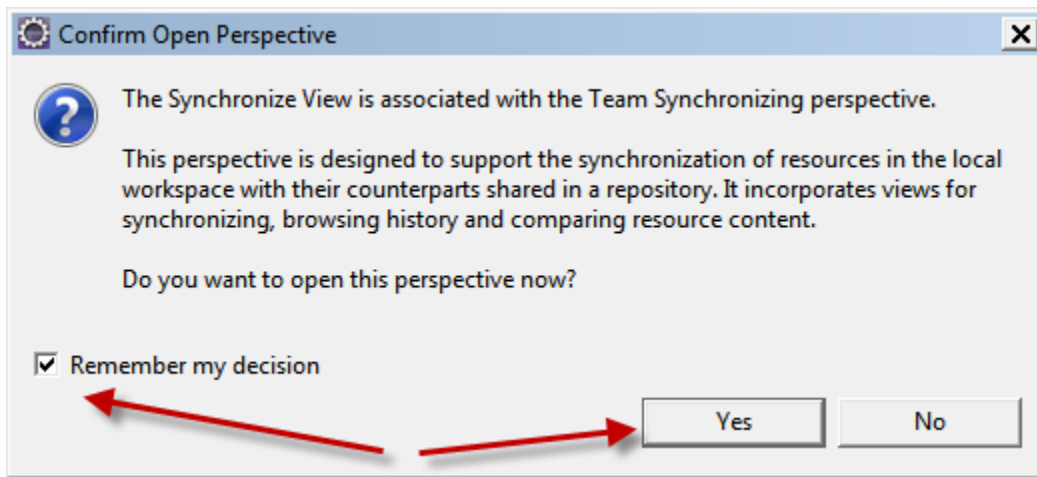 Confirm Open Perspective
The Synchronize View is associated with the Team Synchronizing perspective.
This perspective is designed to support the synchronization of resources in the local
workspace with their counterparts shared in a repository. It incorporates views for
synchronizing, browsing history and comparing resource content.
Do you want to open this perspective now?
Remember my decision
Yes
No